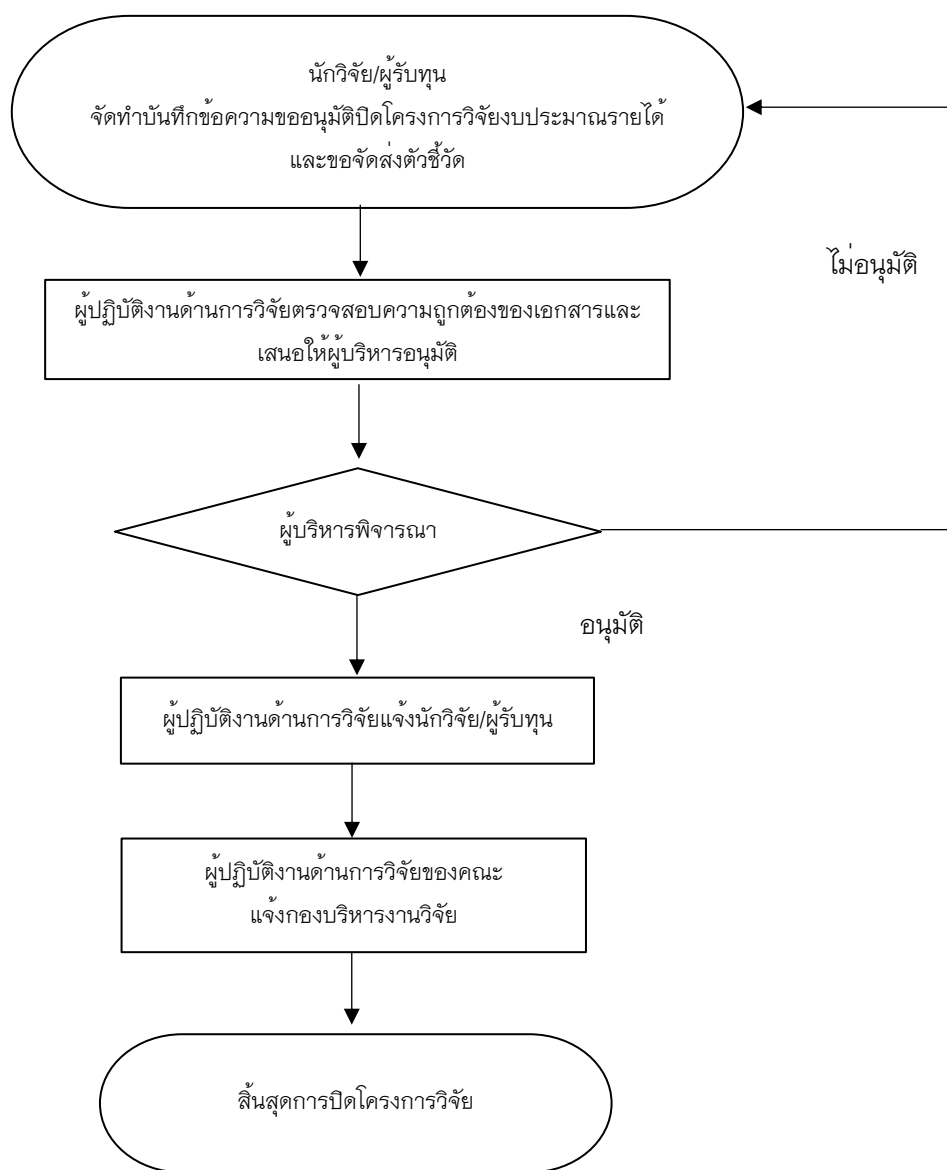 นักวิจัย/ผู้รับทุน
จัดทำบันทึกข้อความขออนุมัติปิดโครงการวิจัยงบประมาณรายได้
และขอจัดส่งตัวชี้วัด
ไม่อนุมัติ
ผู้ปฏิบัติงานด้านการวิจัยตรวจสอบความถูกต้องของเอกสารและ
เสนอให้ผู้บริหารอนุมัติ
ผู้บริหารพิจารณา
อนุมัติ
ผู้ปฏิบัติงานด้านการวิจัยแจ้งนักวิจัย/ผู้รับทุน
ผู้ปฏิบัติงานด้านการวิจัยของคณะ
แจ้งกองบริหารงานวิจัย
สิ้นสุดการปิดโครงการวิจัย